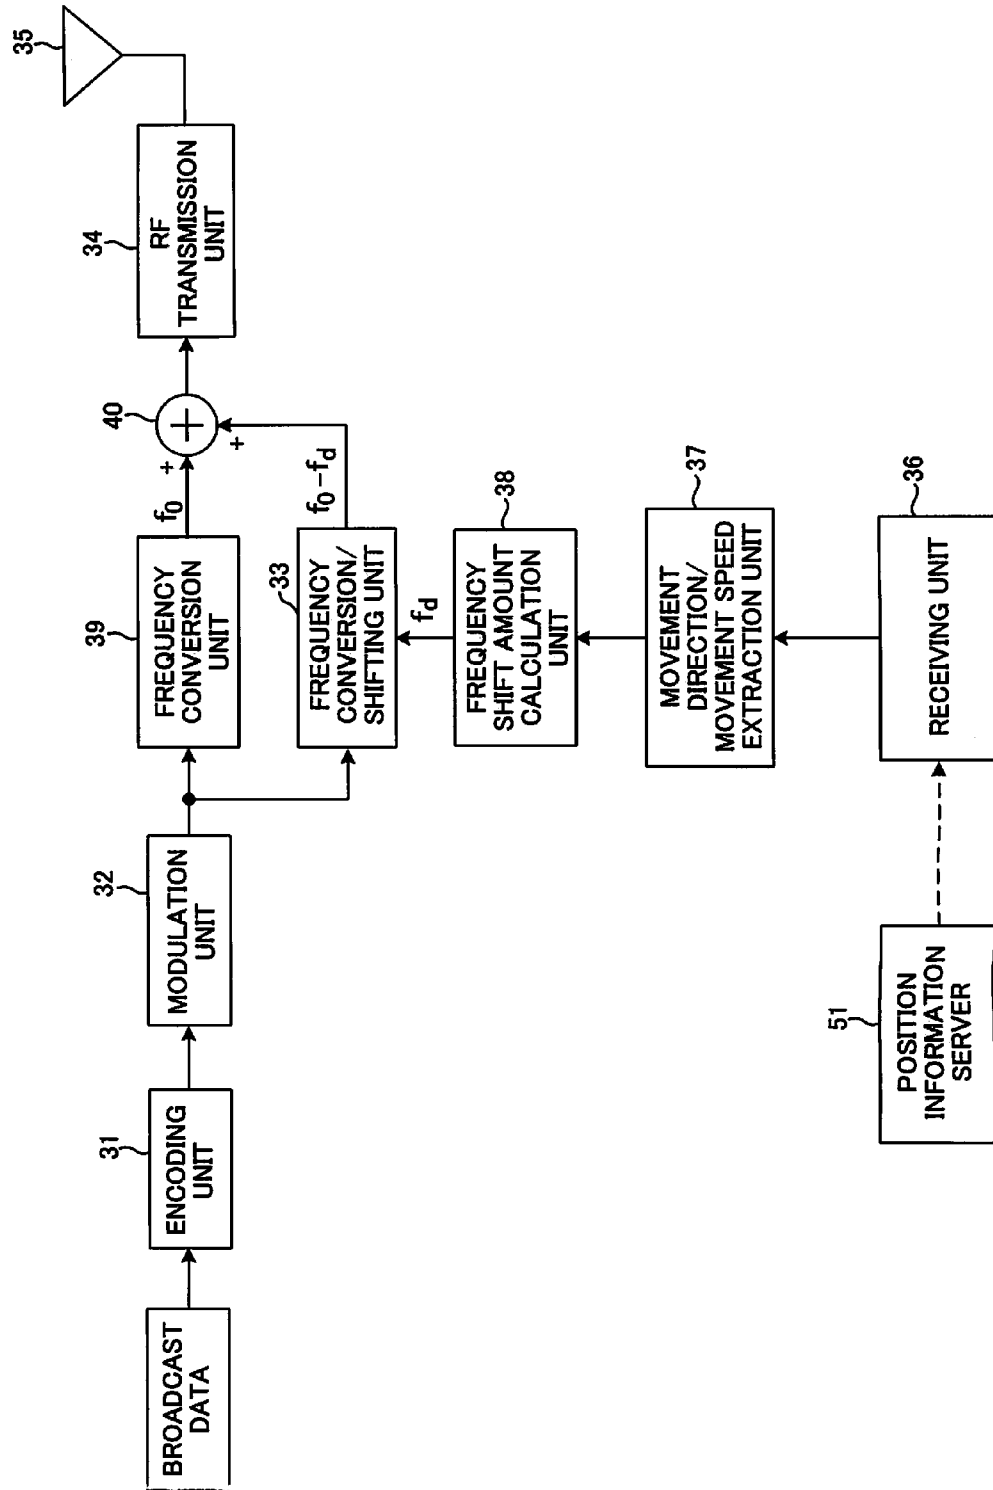 BROADCAST
DATA
31
ENCODING
UNIT
32
MODULATION
UNIT
39
FREQUENCY
CONVERSION
UNIT
f0
+
40
+
+
34
RF
TRANSMISSION
UNIT
35
33
FREQUENCY
CONVERSION/
SHIFTING UNIT
f0-fd
fd
38
FREQUENCY
SHIFT AMOUNT
CALCULATION
UNIT
37
MOVEMENT
DIRECTION/
MOVEMENT SPEED
EXTRACTION UNIT
51
POSITION
INFORMATION
SERVER
36
RECEIVING UNIT